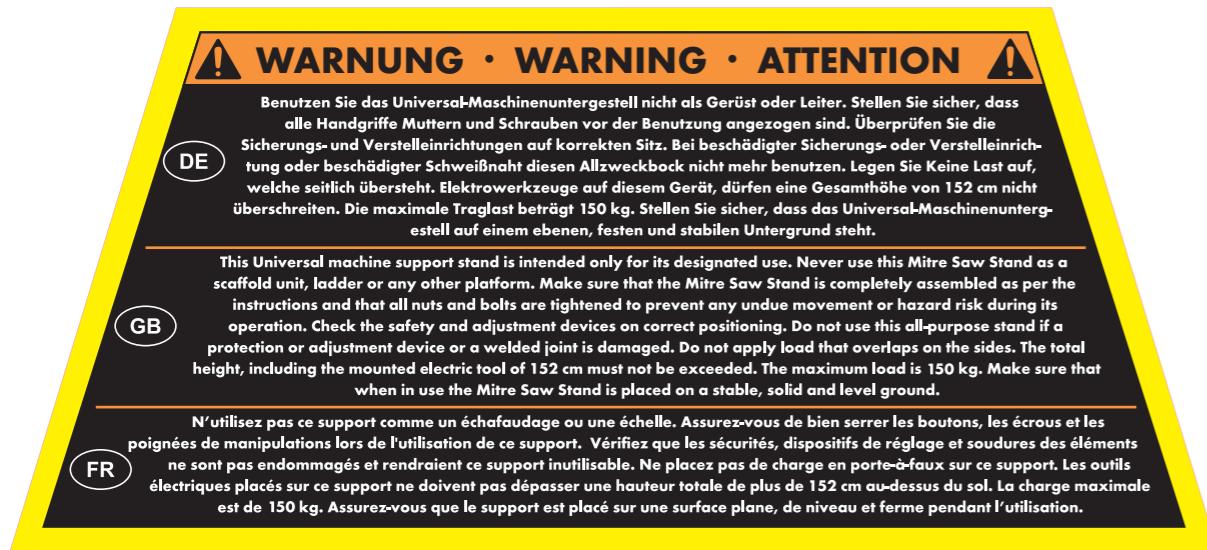 WARNUNG · WARNING · ATTENTION
Benutzen Sie das Universal-Maschinenuntergestell nicht als Gerüst oder Leiter. Stellen Sie sicher, dass
alle Handgriffe Muttern und Schrauben vor der Benutzung angezogen sind. Überprüfen Sie die
Sicherungs- und Verstelleinrichtungen auf korrekten Sitz. Bei beschädigter Sicherungs- oder Verstelleinrich-
DE
tung oder beschädigter Schweißnaht diesen Allzweckbock nicht mehr benutzen. Legen Sie Keine Last auf,
welche seitlich übersteht. Elektrowerkzeuge auf diesem Gerät, dürfen eine Gesamthöhe von 152 cm nicht
überschreiten. Die maximale Traglast beträgt 150 kg. Stellen Sie sicher, dass das Universal-Maschinenunterg-
estell auf einem ebenen, festen und stabilen Untergrund steht.
This Universal machine support stand is intended only for its designated use. Never use this Mitre Saw Stand as a
scaffold unit, ladder or any other platform. Make sure that the Mitre Saw Stand is completely assembled as per the
instructions and that all nuts and bolts are tightened to prevent any undue movement or hazard risk during its
GB
operation. Check the safety and adjustment devices on correct positioning. Do not use this all-purpose stand if a
protection or adjustment device or a welded joint is damaged. Do not apply load that overlaps on the sides. The total
height, including the mounted electric tool of 152 cm must not be exceeded. The maximum load is 150 kg. Make sure that
when in use the Mitre Saw Stand is placed on a stable, solid and level ground.
N'utilisez pas ce support comme un échafaudage ou une échelle. Assurez-vous de bien serrer les boutons, les écrous et les
poignées de manipulations lors de l'utilisation de ce support. Vérifiez que les sécurités, dispositifs de réglage et soudures des éléments
FR
ne sont pas endommagés et rendraient ce support inutilisable. Ne placez pas de charge en porte-à-faux sur ce support. Les outils
électriques placés sur ce support ne doivent pas dépasser une hauteur totale de plus de 152 cm au-dessus du sol. La charge maximale
est de 150 kg. Assurez-vous que le support est placé sur une surface plane, de niveau et ferme pendant l'utilisation.